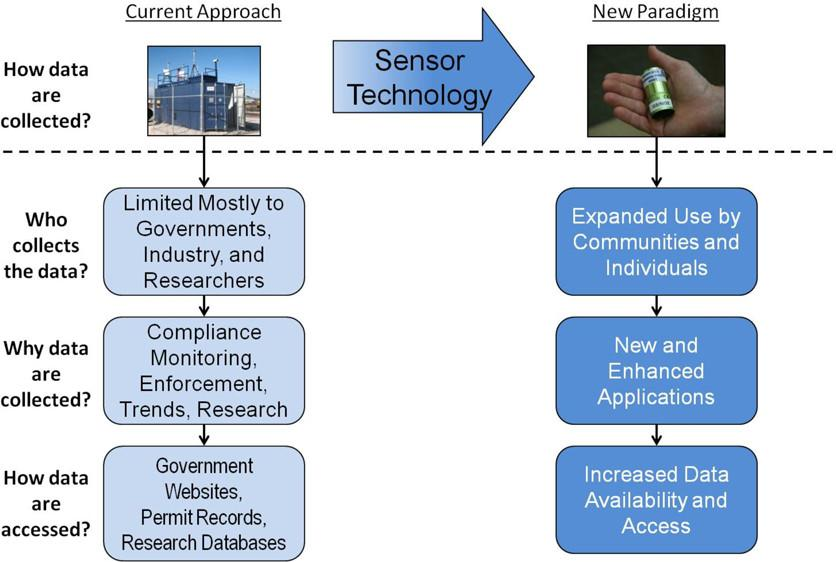 Current Approach
New Paradigm
How data
are
collected?
Sensor
Technology
Who
collects
the data?
Limited Mostly to
Governments,
Industry, and
Researchers
Expanded Use by
Communities and
Individuals
Why data
are
collected?
Compliance
Monitoring,
Enforcement,
Trends, Research
New and
Enhanced
Applications
How data
are
accessed?
Government
Websites,
Permit Records,
Research Databases
Increased Data
Availability and
Access